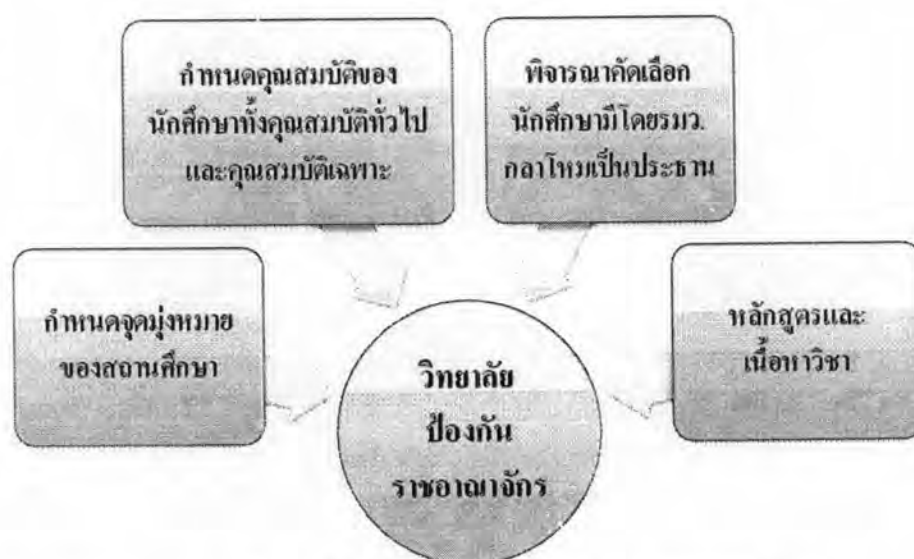 กำหนดคุณสมบัติของ
นักศึกษาทั้งคุณสมบัติทั่วไป
และคุณสมบัติเฉพาะ
พิจารณาคัดเลือก
นักศึกษามีโดยรมว.
กลาโหมเป็นประธาน
กำหนดจุดมุ่งหมาย
ของสถานศึกษา
หลักสูตรและ
เนื้อหาวิชา
วิทยาลัย
ป้องกัน
ราชอาณาจักร